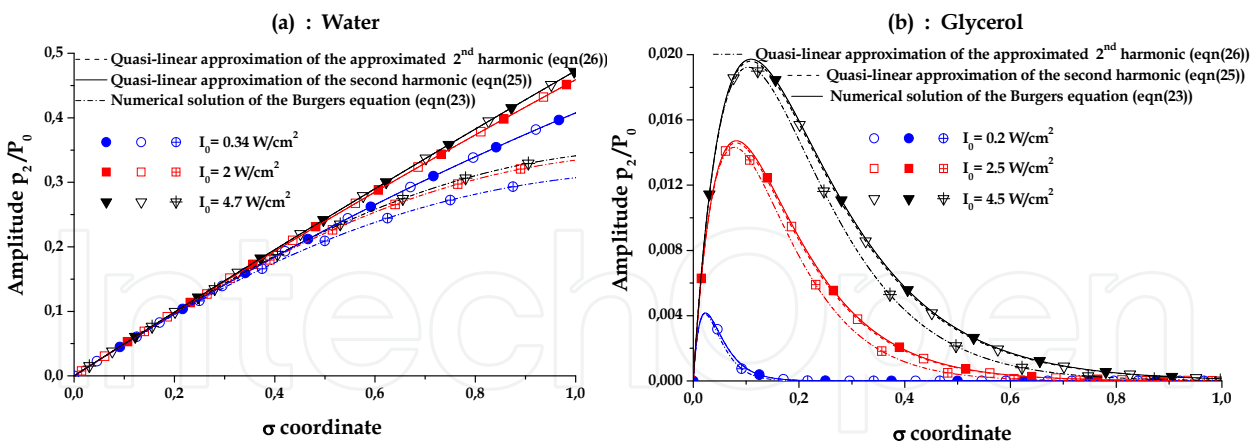 (a) : Water
0,5
0,4
0,3
0,2
0,1
0,0
0,0
0,2
0,4
0,6
0,8
1,0
Amplitude p2/P0
σ coordinate
Quasi-linear approximation of the approximated 2nd harmonic (eqn(26))
Quasi-linear approximation of the second harmonic (eqn(25))
Numerical solution of the Burgers equation (eqn(23))
I0= 0.34 W/cm2
I0= 2 W/cm2
I0= 4.7 W/cm2
(b) : Glycerol
0,020
0,016
0,012
0,008
0,004
0,000
0,0
0,2
0,4
0,6
0,8
1,0
Amplitude p2/P0
σ coordinate
Quasi-linear approximation of the approximated 2nd harmonic (eqn(26))
Quasi-linear approximation of the second harmonic (eqn(25))
Numerical solution of the Burgers equation (eqn(23))
I0= 0.2 W/cm2
I0= 2.5 W/cm2
I0= 4.5 W/cm2
intechopen